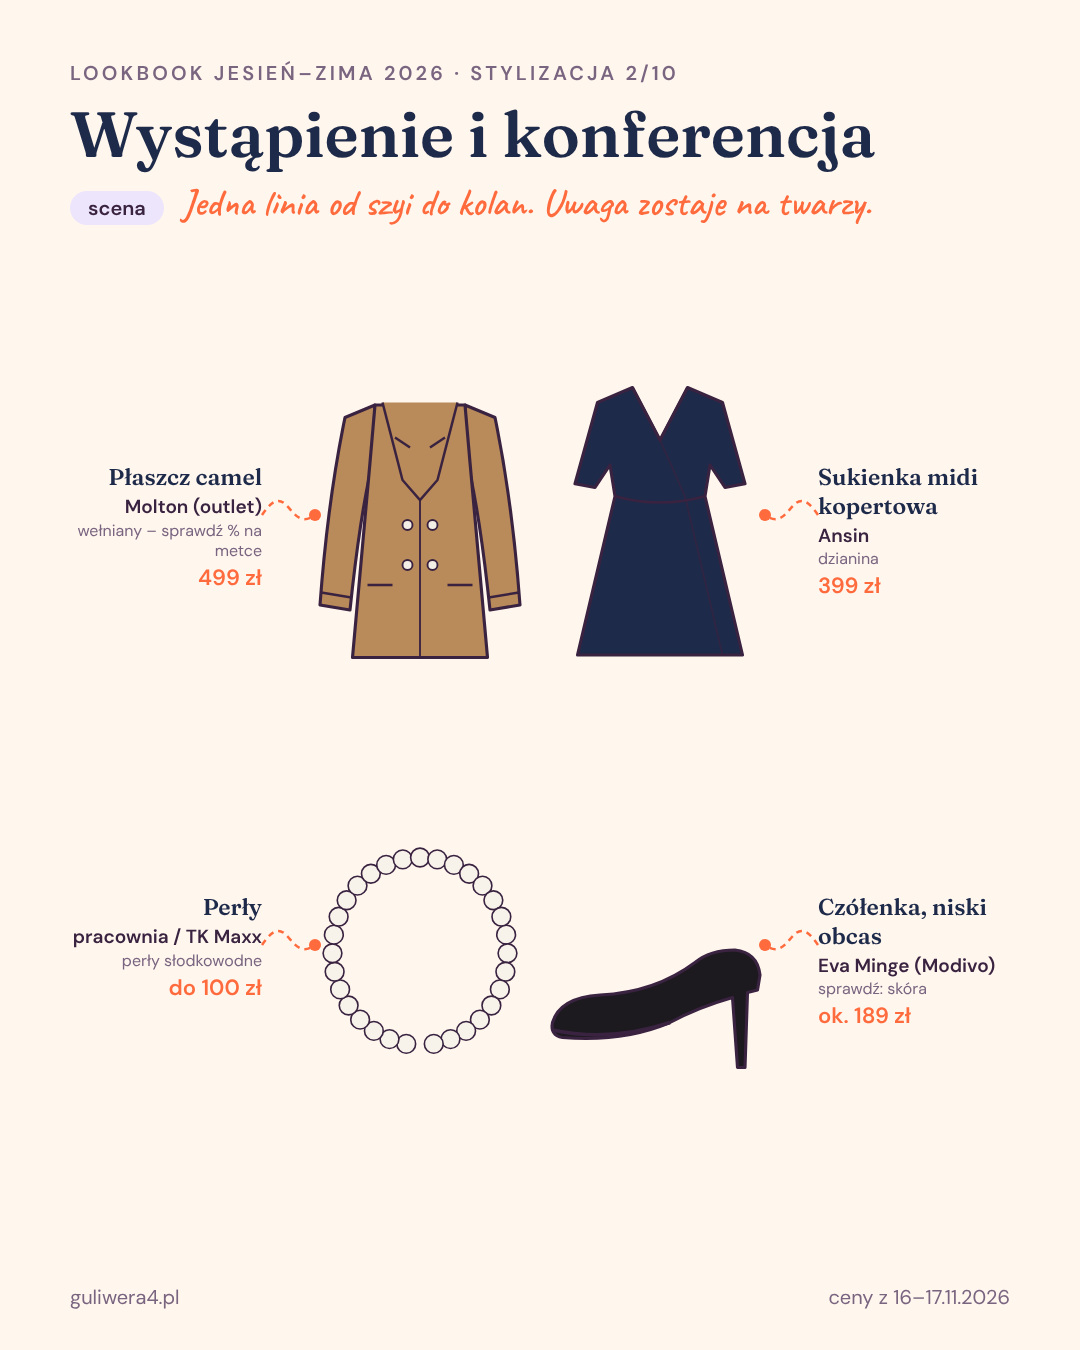 LOOKBOOK JESIEŃ–ZIMA 2026 · STYLIZACJA 2/10
Wystąpienie i konferencja
scena
Jedna linia od szyi do kolan. Uwaga zostaje na twarzy.
Płaszcz camel
Molton (outlet)
wełniany – sprawdź % na
metce
499 zł
Sukienka midi
kopertowa
Ansin
dzianina
399 zł
Perły
pracownia / TK Maxx
perły słodkowodne
do 100 zł
Czółenka, niski
obcas
Eva Minge (Modivo)
sprawdź: skóra
ok. 189 zł
guliwera4.pl
ceny z 16–17.11.2026